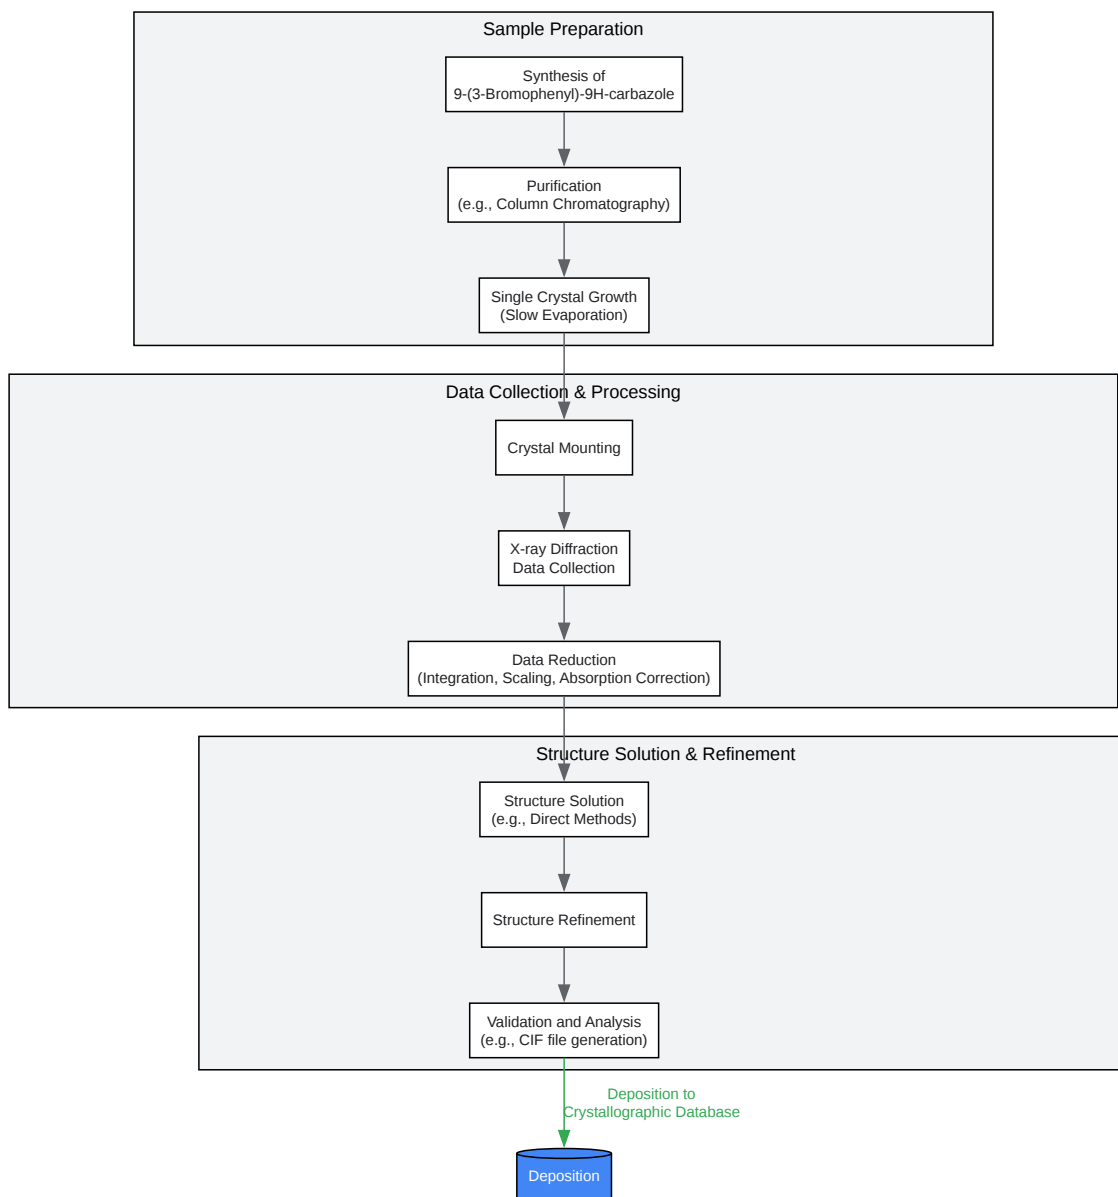 Sample Preparation
Synthesis of
9-(3-Bromophenyl)-9H-carbazole
Purification
(e.g., Column Chromatography)
Single Crystal Growth
(Slow Evaporation)
Data Collection & Processing
Crystal Mounting
X-ray Diffraction
Data Collection
Data Reduction
(Integration, Scaling, Absorption Correction)
Structure Solution & Refinement
Structure Solution
(e.g., Direct Methods)
Structure Refinement
Validation and Analysis
(e.g., CIF file generation)
Deposition to
Crystallographic Database
Deposition